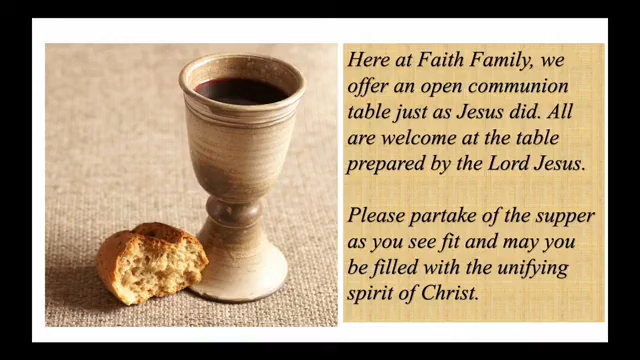 Here at Faith Family, we
offer an open communion
table just as Jesus did. All
are welcome at the table
prepared by the Lord Jesus.
Please partake of the supper
as you see fit and may you
be filled with the unifying
spirit of Christ.